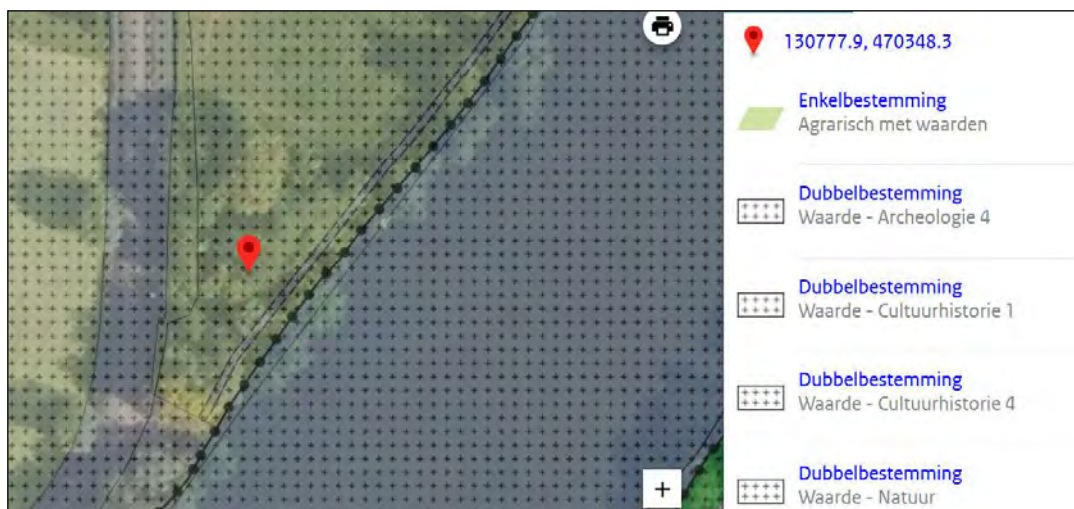 130777.9, 470348.3
Enkelbestemming
Agrarisch met waarden
Dubbelbestemming
Waarde - Archeologie 4
Dubbelbestemming
Waarde - Cultuurhistorie 1
Dubbelbestemming
Waarde - Cultuurhistorie 4
Dubbelbestemming
Waarde - Natuur